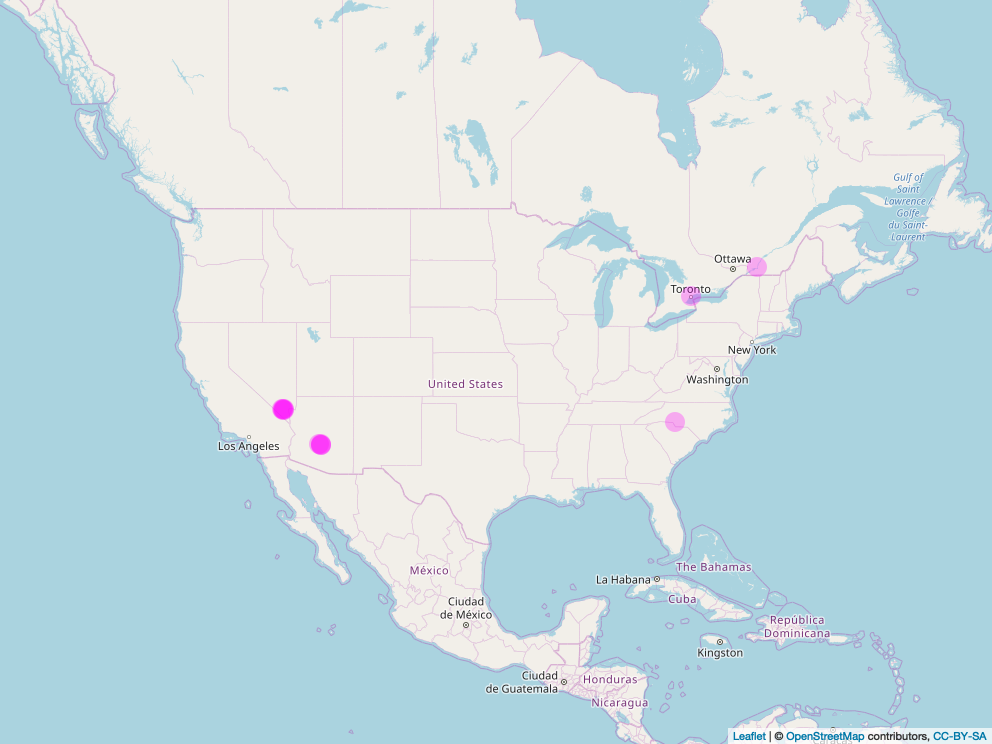 Gulf of
Saint
Lawrence /
Golfe
du Saint-
Laurent
Ottawa
Toronto
New York
United States
Washington
Los Angeles
The Bahamas
México
La Habana
Cuba
Ciudad
de México
República
Dominicana
Kingston
Ciudad
de Guatemala
Honduras
Nicaragua
Leaflet | © OpenStreetMap contributors, CC-BY-SA